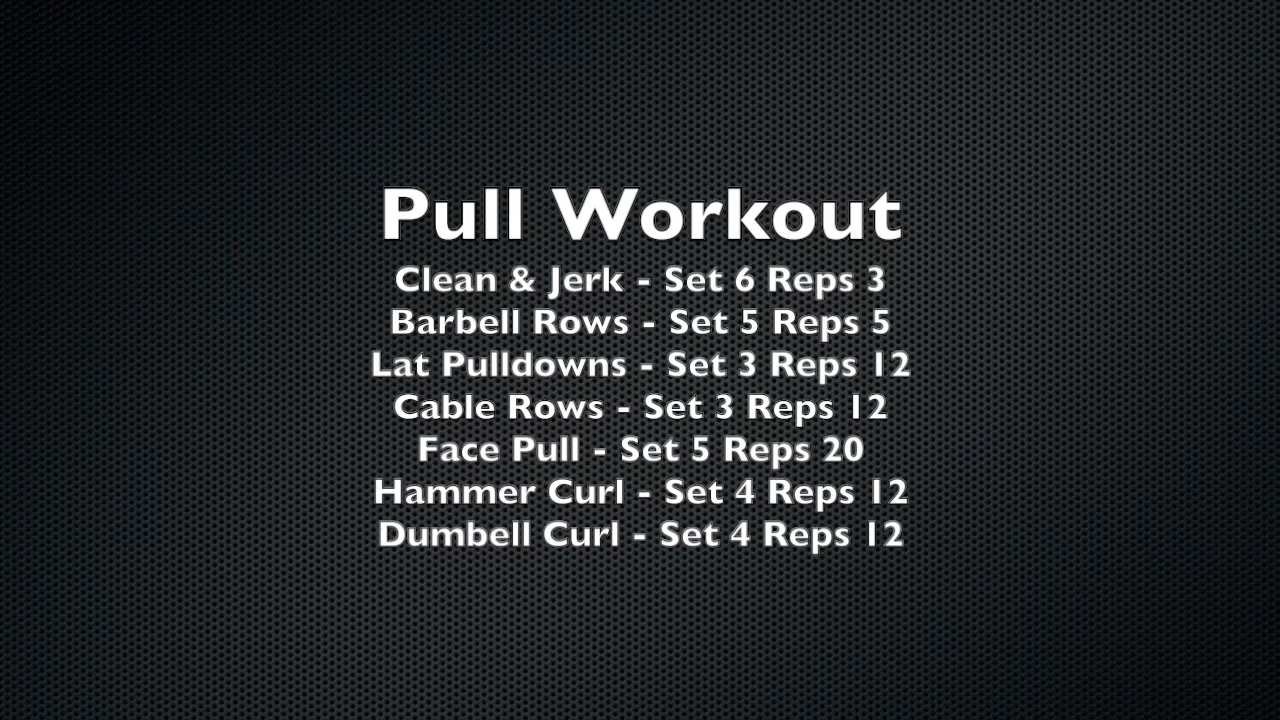 Pull Workout
Clean & Jerk - Set 6 Reps 3
Barbell Rows - Set 5 Reps 5
Lat Pulldowns - Set 3 Reps 12
Cable Rows - Set 3 Reps 12
Face Pull - Set 5 Reps 20
Hammer Curl - Set 4 Reps 12
Dumbell Curl - Set 4 Reps 12